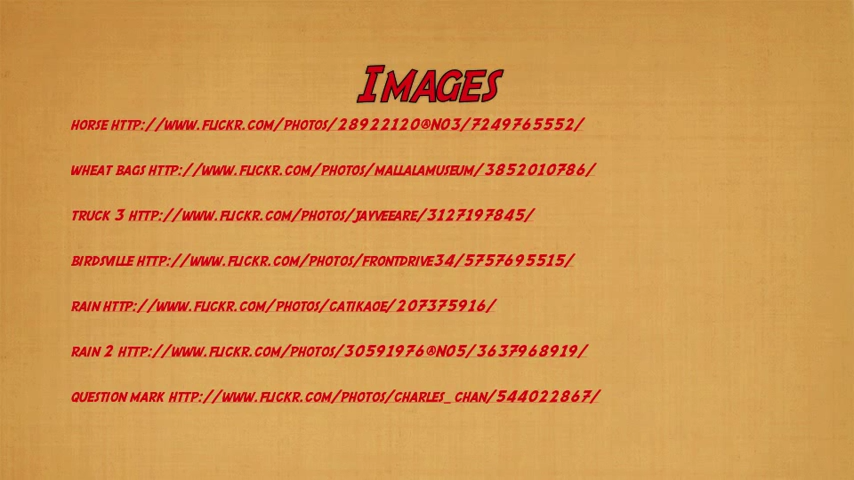 Images
horse http://www.flickr.com/photos/28922120@N03/7249765552/
wheat bags http://www.flickr.com/photos/mallalamuseum/3852010786/
truck 3 http://www.flickr.com/photos/jayveeare/3127197845/
birdsville http://www.flickr.com/photos/frontdrive34/5757695515/
rain http://www.flickr.com/photos/catikaoe/207375916/
rain 2 http://www.flickr.com/photos/30591976@N05/3637968919/
question mark http://www.flickr.com/photos/charles_chan/544022867/